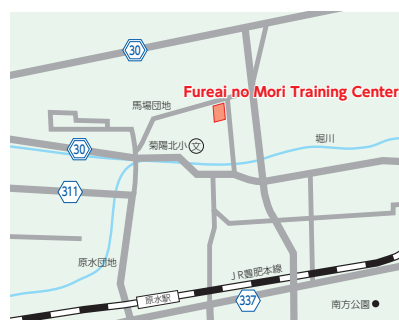 30
Fureai no Mori Training Center
馬場団地
30
菊陽北小
文
堀川
311
原水団地
JR豊肥本線
原水駅
337
南方公園